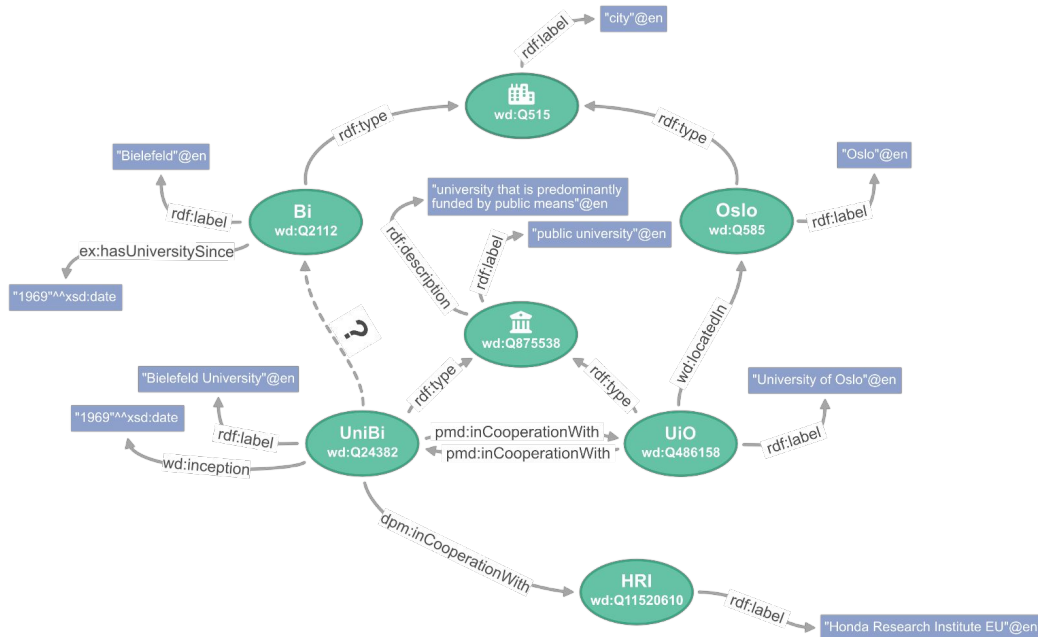 "city"@en
rdf:label
wd:Q515
rdf:type
rdf:type
"Bielefeld"@en
"Oslo"@en
"university that is predominantly
funded by public means"@en
rdf:label
Bi
wd:Q2112
Oslo
wd:Q585
rdf:label
"public university"@en
ex:hasUniversitySince
rdf:description
rdf:label
"1969"^^xsd:date
?
wd:Q875538
wd:locatedIn
"Bielefeld University"@en
rdf:type
rdf:type
"University of Oslo"@en
"1969"^^xsd:date
rdf:label
UniBi
wd:Q24382
pmd:inCooperationWith
pmd:inCooperationWith
UiO
wd:Q486158
rdf:label
wd:inception
dpm:inCooperationWith
HRI
wd:Q11520610
rdf:label
"Honda Research Institute EU"@en